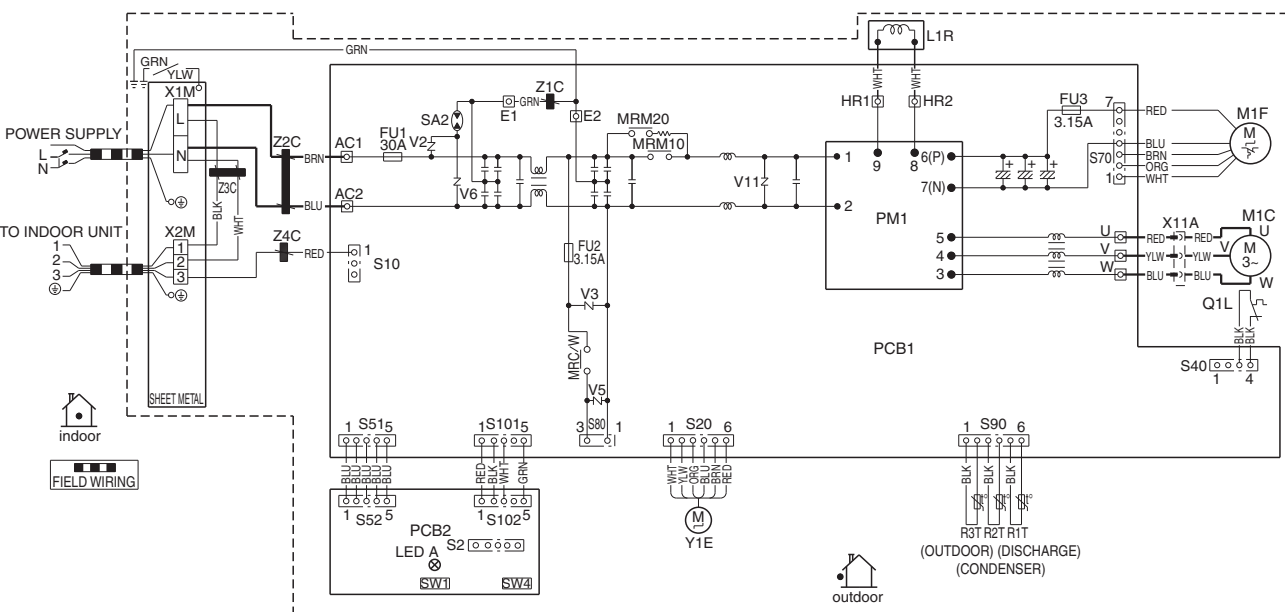 GRN
L1R
GRN
YLW
X1M
L
N
POWER SUPPLY
L
N
Z3C
BLK
WHT
TO INDOOR UNIT
1
2
3
X2M
1
2
3
SHEET METAL
Z2C
BRN
BLU
Z4C
RED
AC1
AC2
1
S10
FU1
30A
V2
SA2
E1
GRN
Z1C
E2
V6
MRM20
MRM10
FU2
3.15A
V3
MRC/W
V5
3 S80 1
V11
WHT
WHT
HR1
HR2
9
8
1
2
6(P)
7(N)
PM1
5
4
3
FU3
3.15A
7
S70
1
RED
BLU
BRN
ORG
WHT
M1F
M
U
V
W
RED
YLW
BLU
X11A
RED
YLW
BLU
M1C
U
V
W
M
3~
Q1L
BLK
BLK
S40
1 4
PCB1
indoor
FIELD WIRING
1 S51 5
BLU
BLU
BLU
BLU
BLU
1 S52 5
1 S101 5
RED
BLK
WHT
GRN
1 S102 5
PCB2
S2
LED A
SW1
SW4
1 S20 6
WHT
YLW
ORG
BLU
BRN
RED
M
Y1E
1 S90 6
BLK
BLK
BLK
t°
t°
t°
R3T R2T R1T
(OUTDOOR) (DISCHARGE)
(CONDENSER)
outdoor